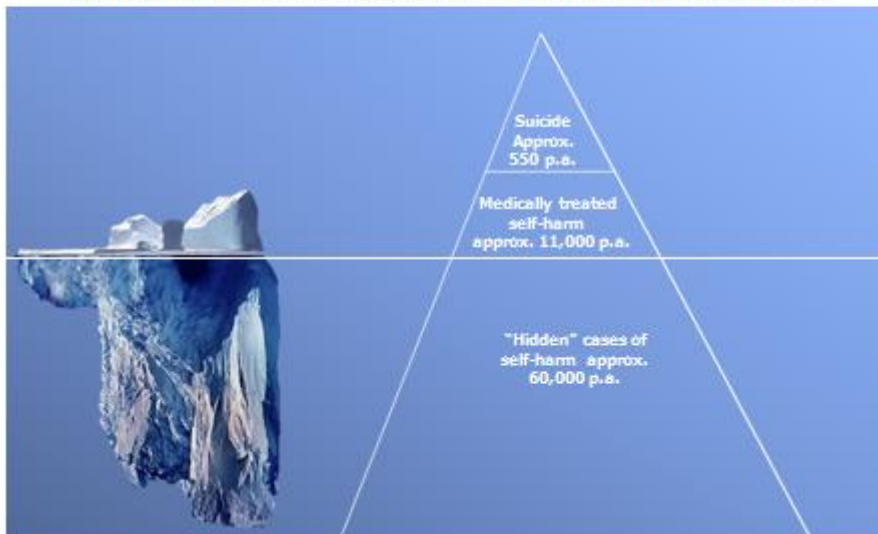 Suicide
Approx.
550 p.a.
Medically treated
self-harm
approx. 11,000 p.a.
"Hidden" cases of
self-harm approx.
60,000 p.a.